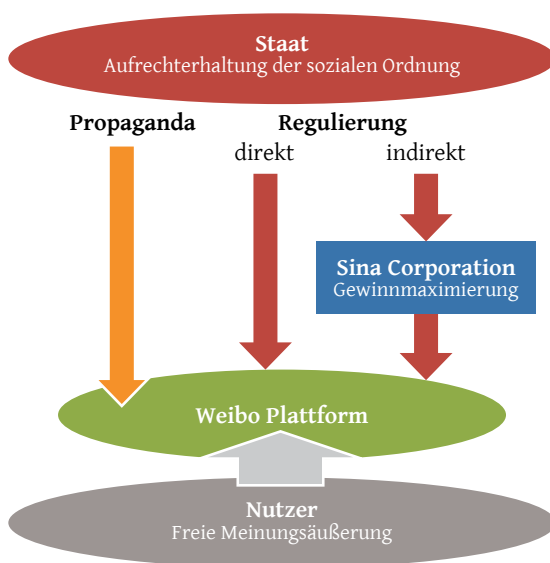 Staat
Aufrechterhaltung der sozialen Ordnung
Propaganda
Regulierung
direkt
indirekt
Sina Corporation
Gewinnmaximierung
Weibo Plattform
Nutzer
Freie Meinungsäußerung